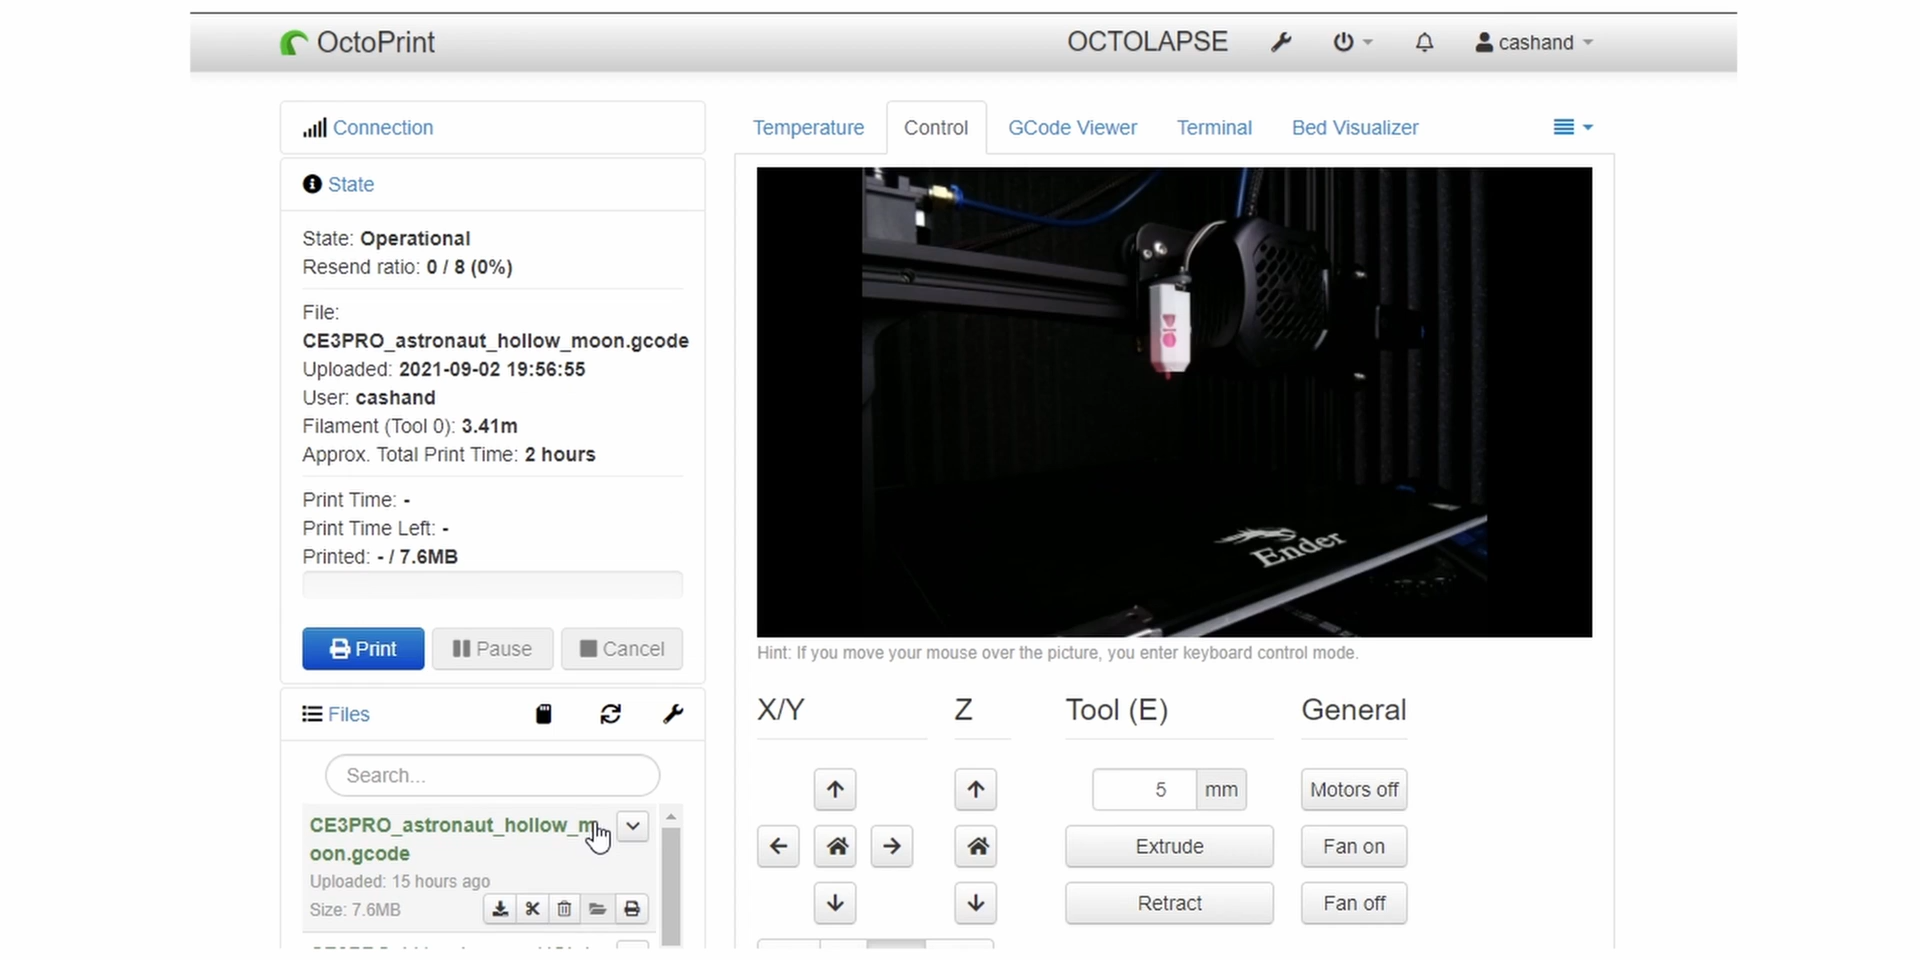 OctoPrint
OCTOLAPSE
cashand
Connection
State
State: Operational
Resend ratio: 0 / 8 (0%)
File:
CE3PRO_astronaut_hollow_moon.gcode
Uploaded: 2021-09-02 19:56:55
User: cashand
Filament (Tool 0): 3.41m
Approx. Total Print Time: 2 hours
Print Time: -
Print Time Left: -
Printed: - / 7.6MB
Print
Pause
Cancel
Files
Search...
CE3PRO_astronaut_hollow_m
oon.gcode
Uploaded: 15 hours ago
Size: 7.6MB
Temperature
Control
GCode Viewer
Terminal
Bed Visualizer
Ender
Hint: If you move your mouse over the picture, you enter keyboard control mode.
X/Y
Z
Tool (E)
General
5 mm
Motors off
Extrude
Fan on
Retract
Fan off